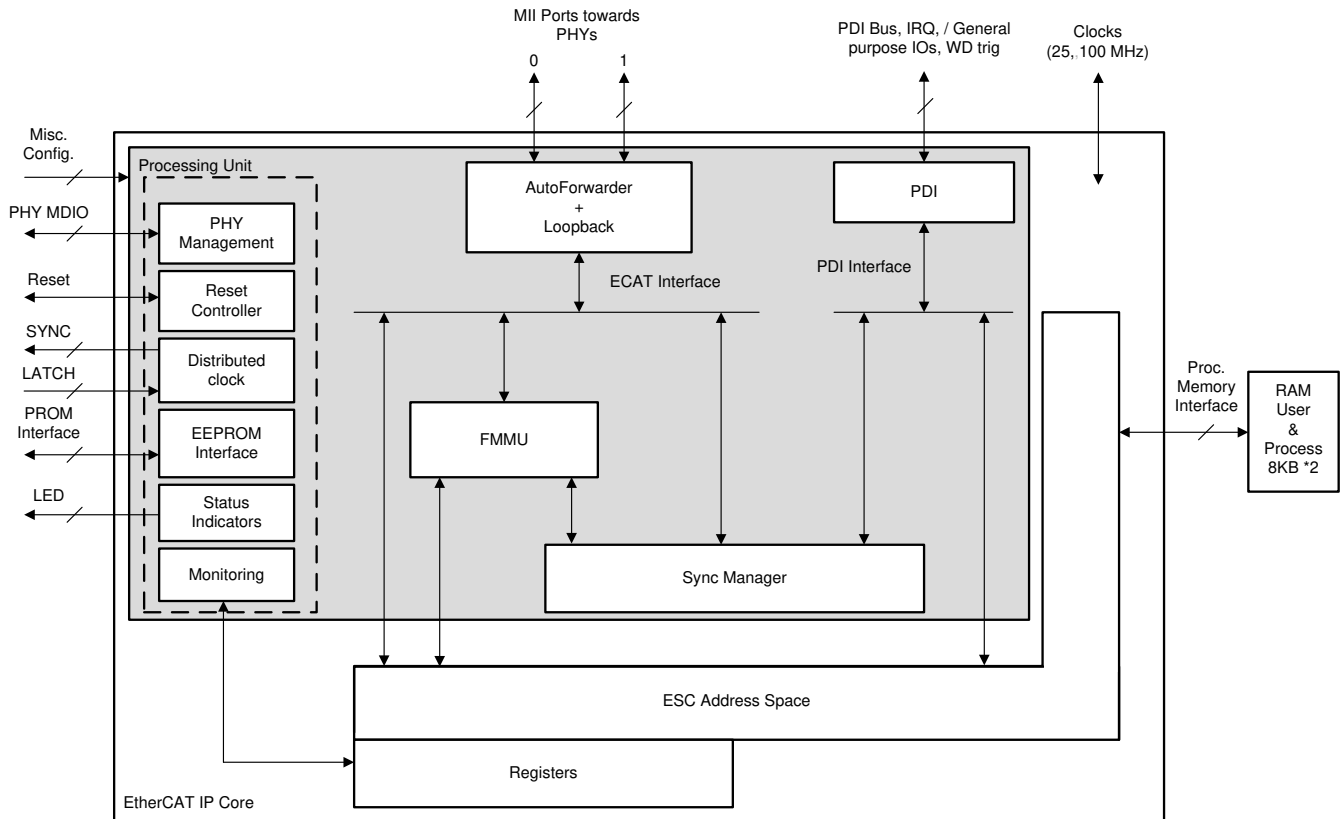 MII Ports towards
PHYs
0
1
PDI Bus, IRQ, / General
purpose IOs, WD trig
Clocks
(25, 100 MHz)
Misc.
Config.
Processing Unit
AutoForwarder
+
Loopback
PDI
PHY MDIO
PHY
Management
ECAT Interface
PDI Interface
Reset
Reset
Controller
SYNC
LATCH
Distributed
clock
PROM
Interface
EEPROM
Interface
FMMU
Proc.
Memory
Interface
RAM
User
&
Process
8KB *2
LED
Status
Indicators
Monitoring
Sync Manager
ESC Address Space
Registers
EtherCAT IP Core